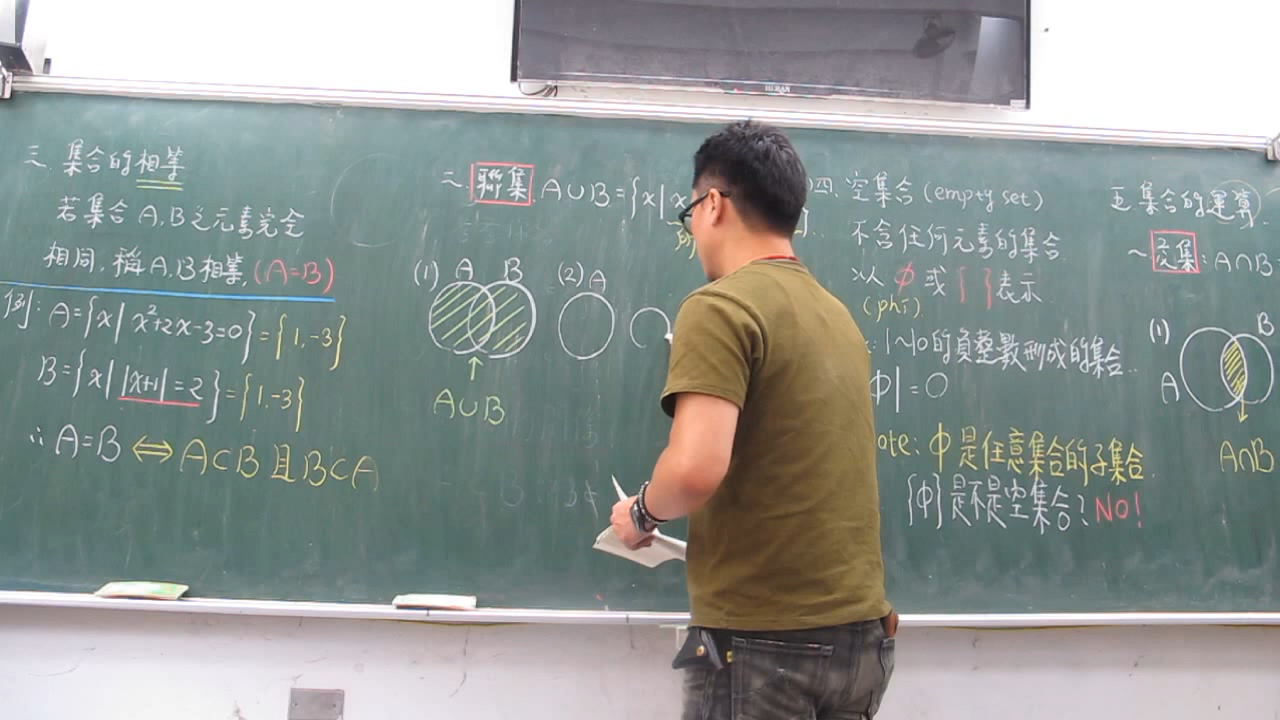 三. 集合的相等
若集合 A, B 之元素完全
相同, 稱 A, B 相等, (A=B)
例: A={x| x²+2x-3=0}={1,-3}
B={x| |x+1|=2}={1,-3}
∴ A=B ⇔ A⊂B 且 B⊂A
二. 聯集 A∪B={x|x
(1) A B (2) A
A∪B
四. 空集合 (empty set)
不含任何元素的集合.
以 ϕ 或 { } 表示
(phi)
: 1~10的負整數形成的集合..
ϕ|=0
ote: ϕ是任意集合的子集合.
{ϕ}是不是空集合? NO!
五. 集合的運算
一. 交集: A∩B=
(1) A B
A∩B
HERAN